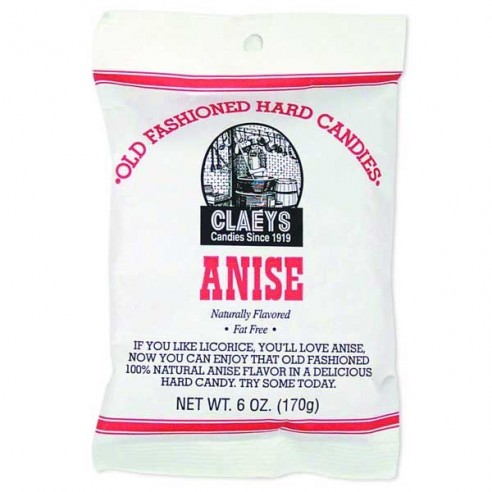 •OLD FASHIONED HARD CANDIES•
CLAEYS
Candies Since 1919
ANISE
Naturally Flavored
• Fat Free •
IF YOU LIKE LICORICE, YOU'LL LOVE ANISE,
NOW YOU CAN ENJOY THAT OLD FASHIONED
100% NATURAL ANISE FLAVOR IN A DELICIOUS
HARD CANDY. TRY SOME TODAY.
NET WT. 6 OZ. (170g)